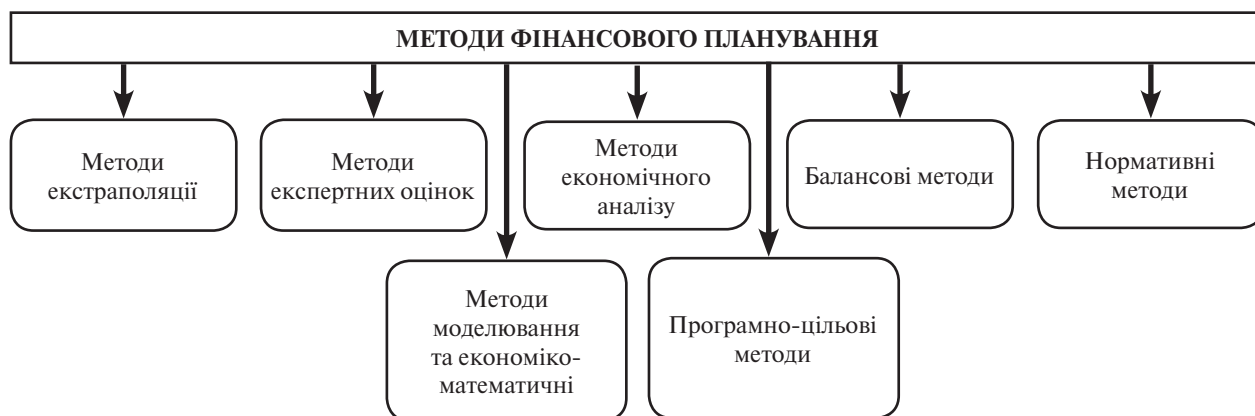 МЕТОДИ ФІНАНСОВОГО ПЛАНУВАННЯ
Методи
екстраполяції
Методи
експертних оцінок
Методи
економічного
аналізу
Балансові методи
Нормативні
методи
Методи
моделювання
та економіко-
математичні
Програмно-цільові
методи